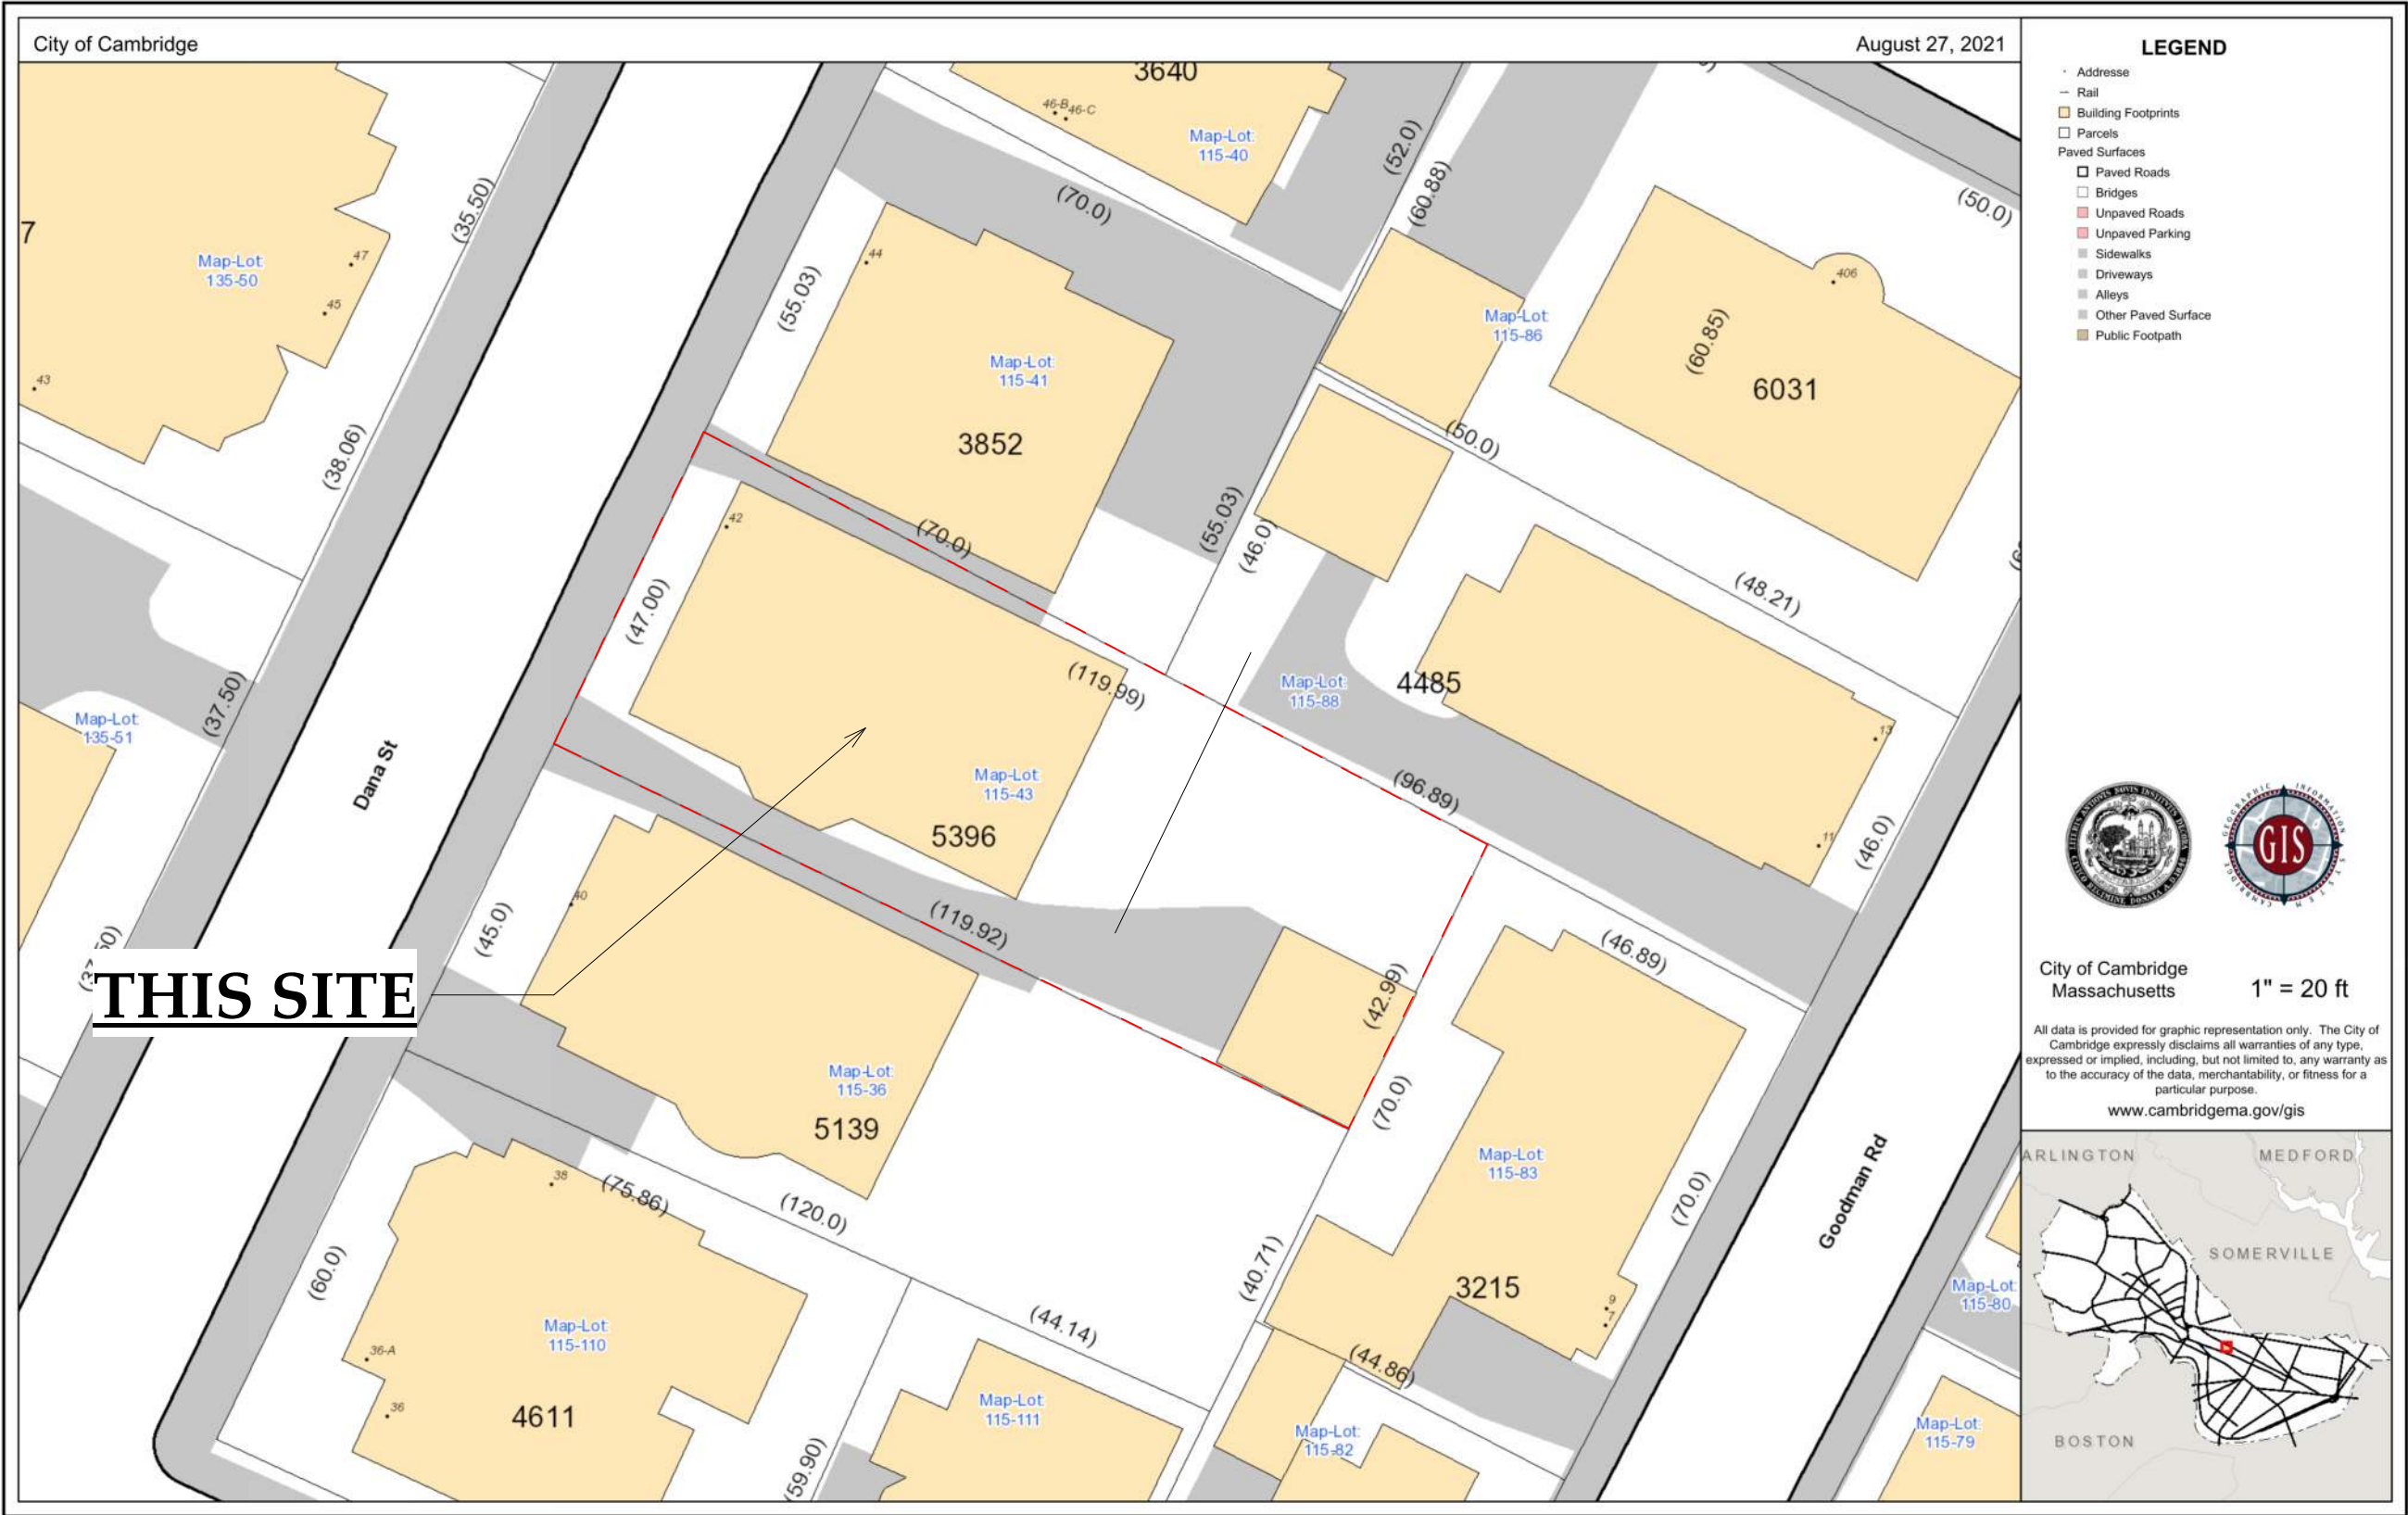 City of Cambridge
August 27, 2021
3640
46-B
46-C
Map-Lot:
115-40
(52.0)
(60.88)
(50.0)
(70.0)
7
(35.50)
Map-Lot:
135-50
47
45
43
44
(55.03)
Map-Lot:
115-41
3852
Map-Lot:
115-86
406
(60.85)
6031
(38.06)
(50.0)
42
(70.0)
(55.03)
(46.0)
(48.21)
(47.00)
(119.99)
Map-Lot:
115-88
4485
13
(37.50)
Map-Lot:
135-51
Dana St
Map-Lot:
115-43
5396
(96.89)
11
(46.0)
40
(45.0)
(119.92)
(46.89)
(42.99)
THIS SITE
Map-Lot:
115-36
5139
(70.0)
Map-Lot:
115-83
(70.0)
Goodman Rd
38
(75.86)
(120.0)
(60.0)
(40.71)
3215
9
7
Map-Lot:
115-80
Map-Lot:
115-110
(44.14)
36-A
(44.86)
36
4611
Map-Lot:
115-111
Map-Lot:
115-82
Map-Lot:
115-79
(59.90)
LEGEND
Addresse
Rail
Building Footprints
Parcels
Paved Surfaces
Paved Roads
Bridges
Unpaved Roads
Unpaved Parking
Sidewalks
Driveways
Alleys
Other Paved Surface
Public Footpath
GEOGRAPHIC INFORMATION
GIS
CAMBRIDGE SYSTEM
City of Cambridge
Massachusetts
1" = 20 ft
All data is provided for graphic representation only. The City of
Cambridge expressly disclaims all warranties of any type,
expressed or implied, including, but not limited to, any warranty as
to the accuracy of the data, merchantability, or fitness for a
particular purpose.
www.cambridgema.gov/gis
ARLINGTON
MEDFORD
SOMERVILLE
BOSTON